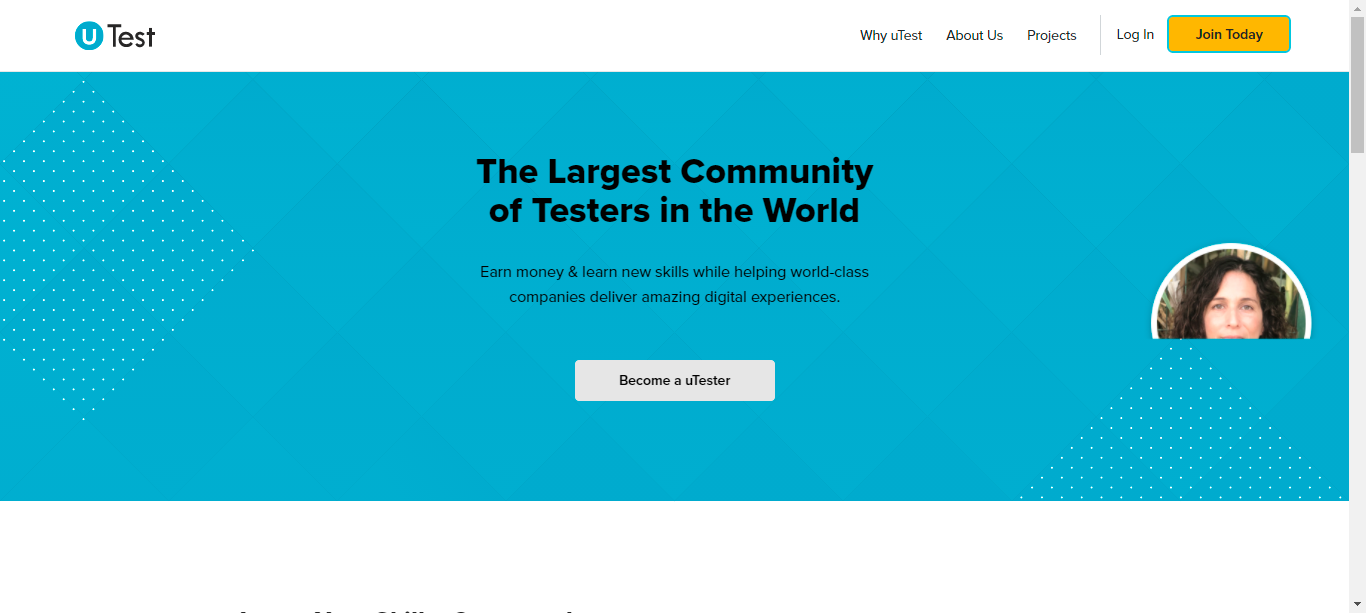 uTest
Why uTest
About Us
Projects
Log In
Join Today
The Largest Community
of Testers in the World
Earn money & learn new skills while helping world-class
companies deliver amazing digital experiences.
Become a uTester